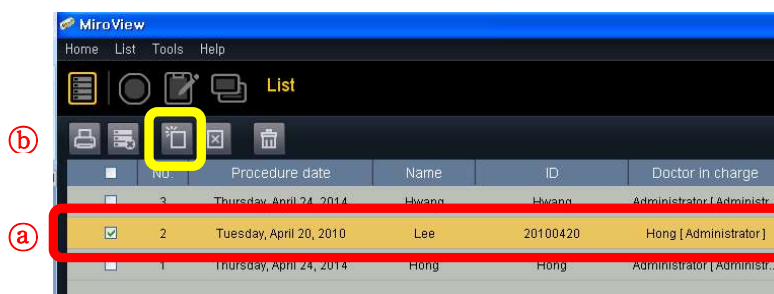 MiroView
Home List Tools Help
List
ⓑ
No. Procedure date Name ID Doctor in charge
3 Thursday, April 24, 2014 Hwang Hwang Administrator [ Administr...
ⓐ 2 Tuesday, April 20, 2010 Lee 20100420 Hong [ Administrator ]
1 Thursday, April 24, 2014 Hong Hong Administrator [ Administr...